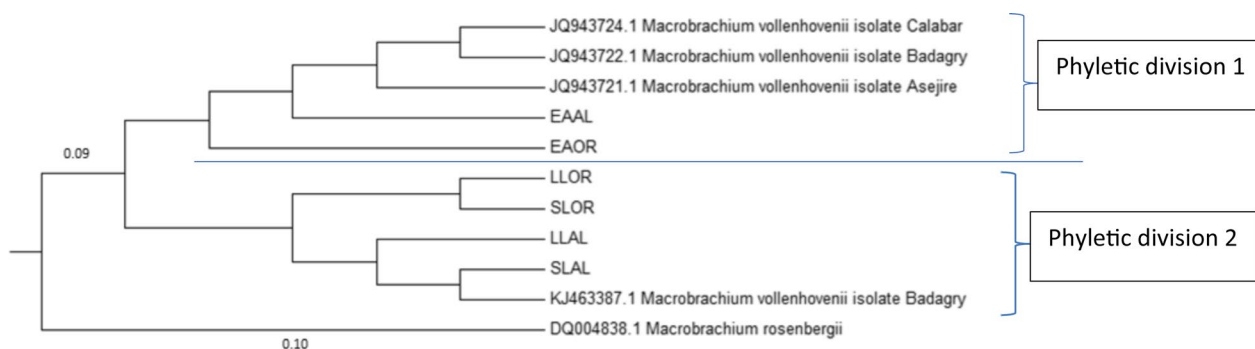 JQ943724.1 Macrobrachium vollenhovenii isolate Calabar
JQ943722.1 Macrobrachium vollenhovenii isolate Badagry
JQ943721.1 Macrobrachium vollenhovenii isolate Asejire
EAAL
EAOR
Phyletic division 1
0.09
LLOR
SLOR
LLAL
SLAL
KJ463387.1 Macrobrachium vollenhovenii isolate Badagry
Phyletic division 2
DQ004838.1 Macrobrachium rosenbergii
0.10